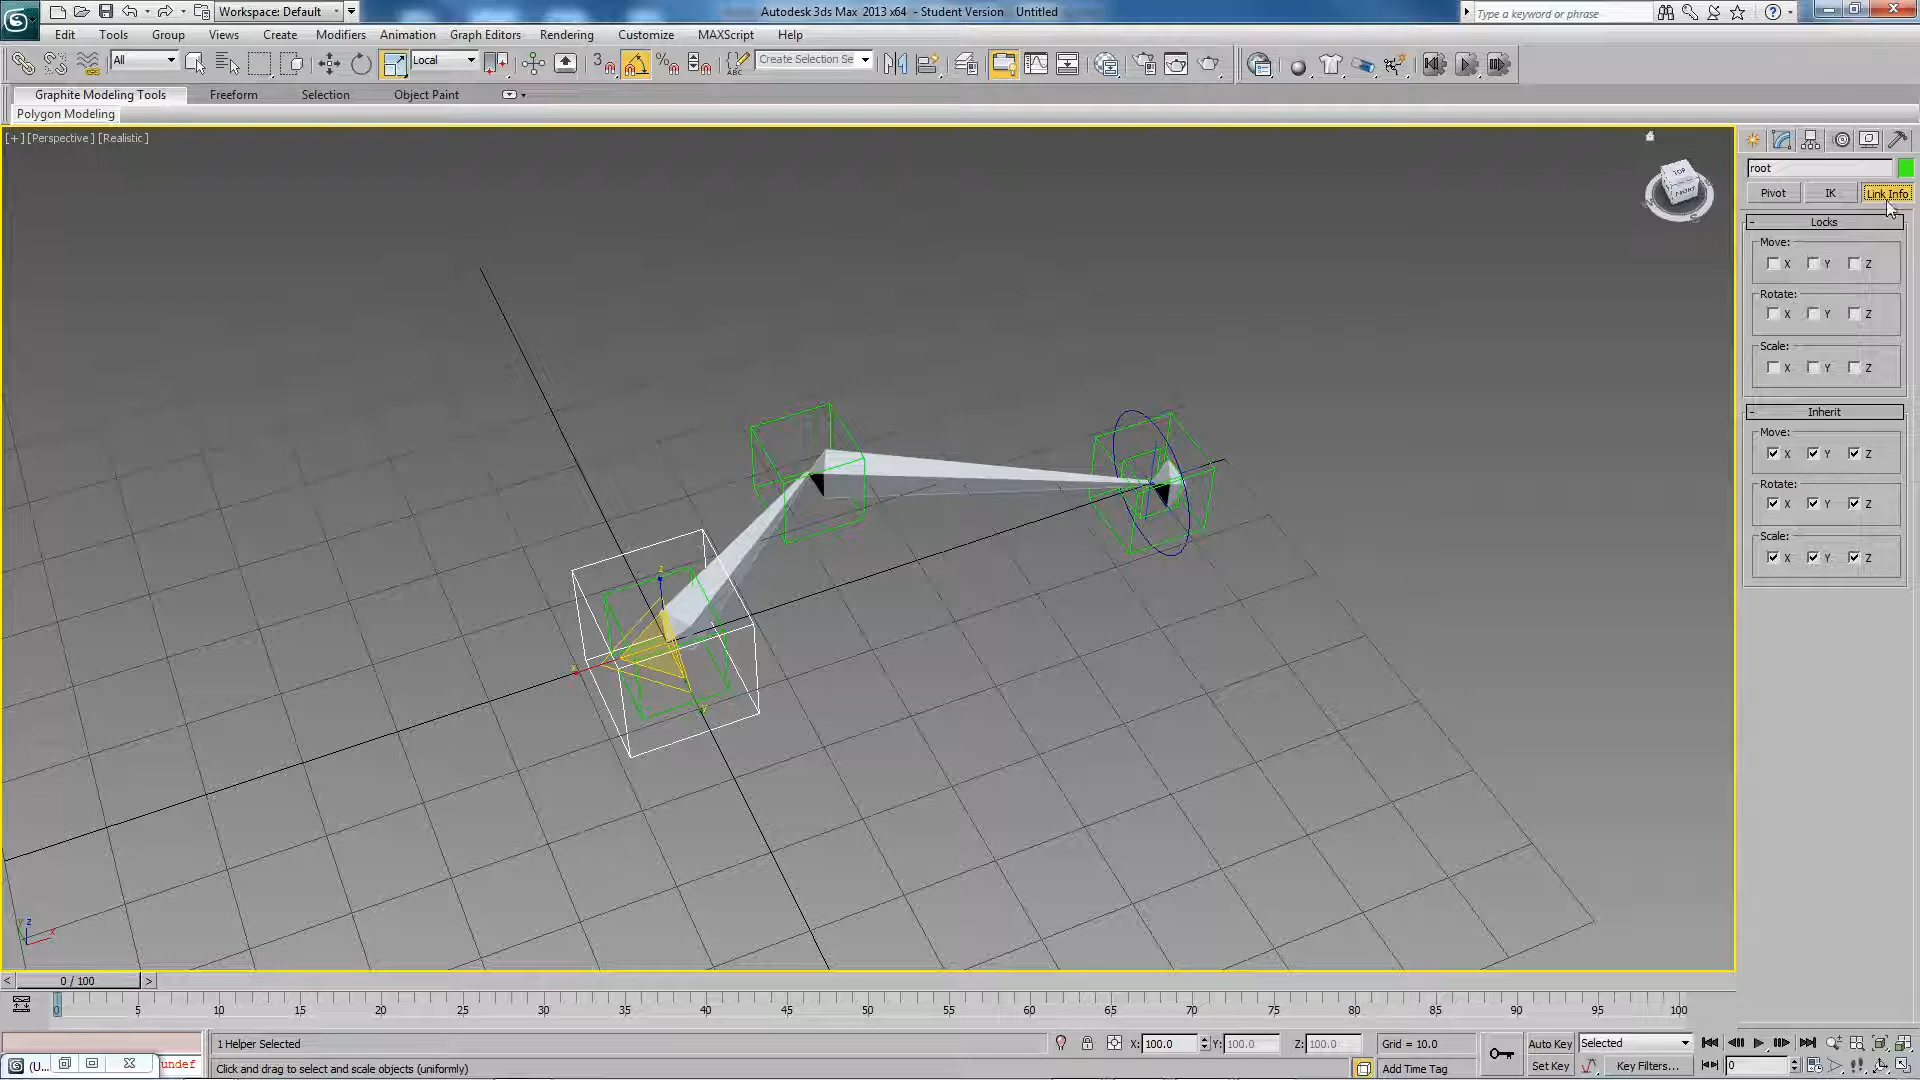 Workspace: Default
Autodesk 3ds Max 2013 x64 - Student Version Untitled
Type a keyword or phrase
Edit Tools Group Views Create Modifiers Animation Graph Editors Rendering Customize MAXScript Help
All
Local
3
%
ABC
Create Selection Se
Graphite Modeling Tools Freeform Selection Object Paint
Polygon Modeling
[+] [Perspective] [Realistic]
TOP
FRONT
root
Pivot IK Link Info
- Locks
Move:
X Y Z
Rotate:
X Y Z
Scale:
X Y Z
- Inherit
Move:
X Y Z
Rotate:
X Y Z
Scale:
X Y Z
z
x
y
z
x
< 0 / 100 >
0 5 10 15 20 25 30 35 40 45 50 55 60 65 70 75 80 85 90 95 100
1 Helper Selected
X: 100.0 Y: 100.0 Z: 100.0
Grid = 10.0
Auto Key Selected
(U... undef
Click and drag to select and scale objects (uniformly)
Add Time Tag
Set Key Key Filters... 0